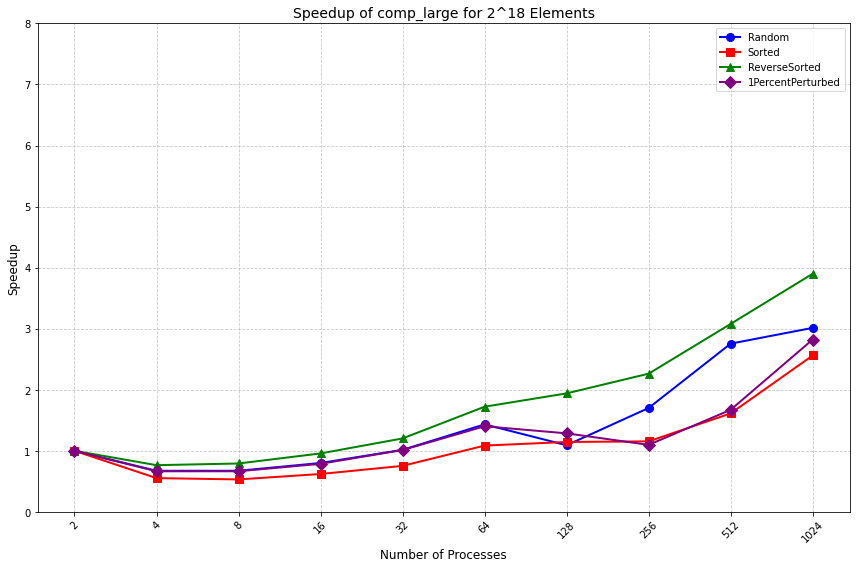 Speedup of comp_large for 2^18 Elements
Random
Sorted
ReverseSorted
1PercentPerturbed
Speedup
8
7
6
5
4
3
2
1
0
2
4
8
16
32
64
128
256
512
1024
Number of Processes